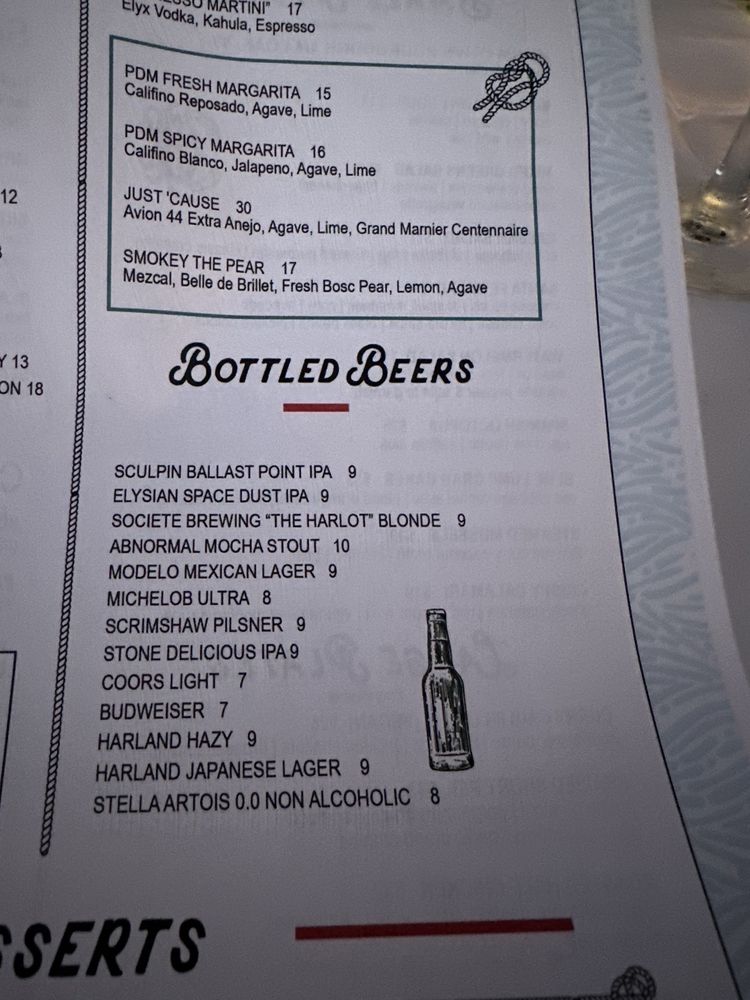 MARTINI" 17
Elyx Vodka, Kahula, Espresso
PDM FRESH MARGARITA 15
Califino Reposado, Agave, Lime
PDM SPICY MARGARITA 16
Califino Blanco, Jalapeno, Agave, Lime
12
JUST 'CAUSE 30
Avion 44 Extra Anejo, Agave, Lime, Grand Marnier Centennaire
SMOKEY THE PEAR 17
Mezcal, Belle de Brillet, Fresh Bosc Pear, Lemon, Agave
Y 13
ON 18
BOTTLED BEERS
SCULPIN BALLAST POINT IPA 9
ELYSIAN SPACE DUST IPA 9
SOCIETE BREWING "THE HARLOT" BLONDE 9
ABNORMAL MOCHA STOUT 10
MODELO MEXICAN LAGER 9
MICHELOB ULTRA 8
SCRIMSHAW PILSNER 9
STONE DELICIOUS IPA 9
COORS LIGHT 7
BUDWEISER 7
HARLAND HAZY 9
HARLAND JAPANESE LAGER 9
STELLA ARTOIS 0.0 NON ALCOHOLIC 8
SSERTS